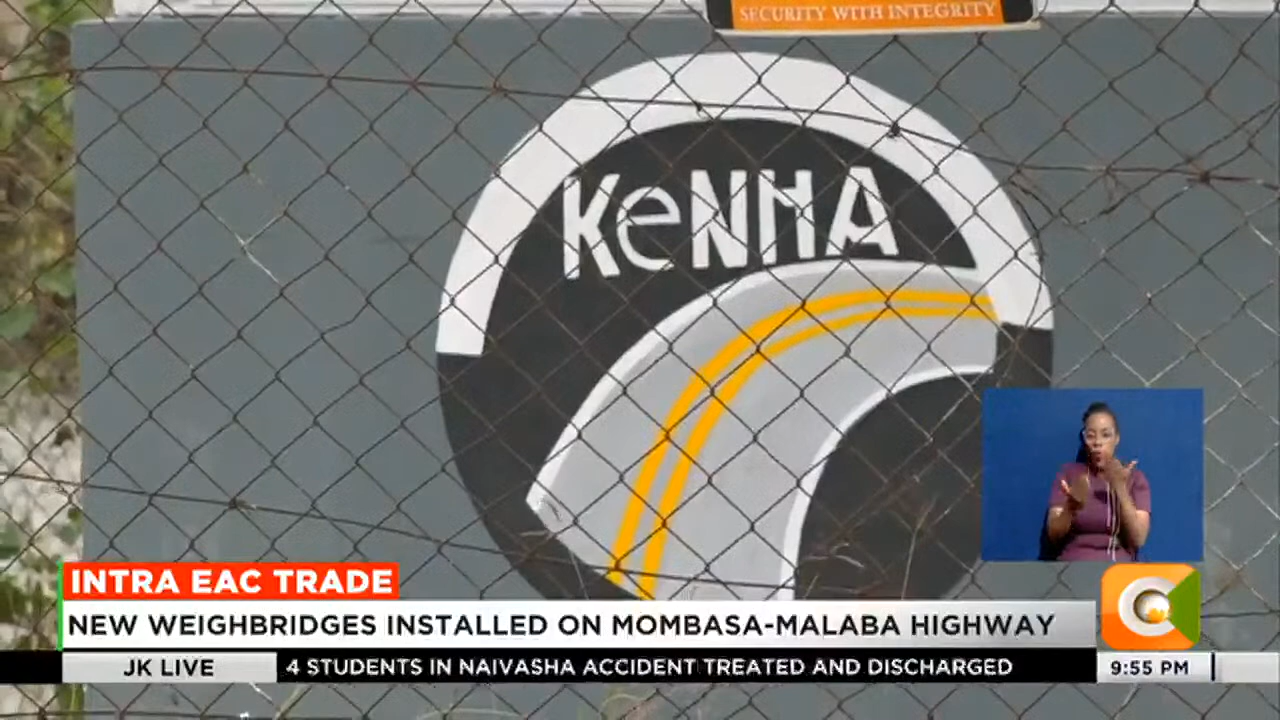 SECURITY WITH INTEGRITY
KeNHA
INTRA EAC TRADE
NEW WEIGHBRIDGES INSTALLED ON MOMBASA-MALABA HIGHWAY
JK LIVE
4 STUDENTS IN NAIVASHA ACCIDENT TREATED AND DISCHARGED
9:55 PM